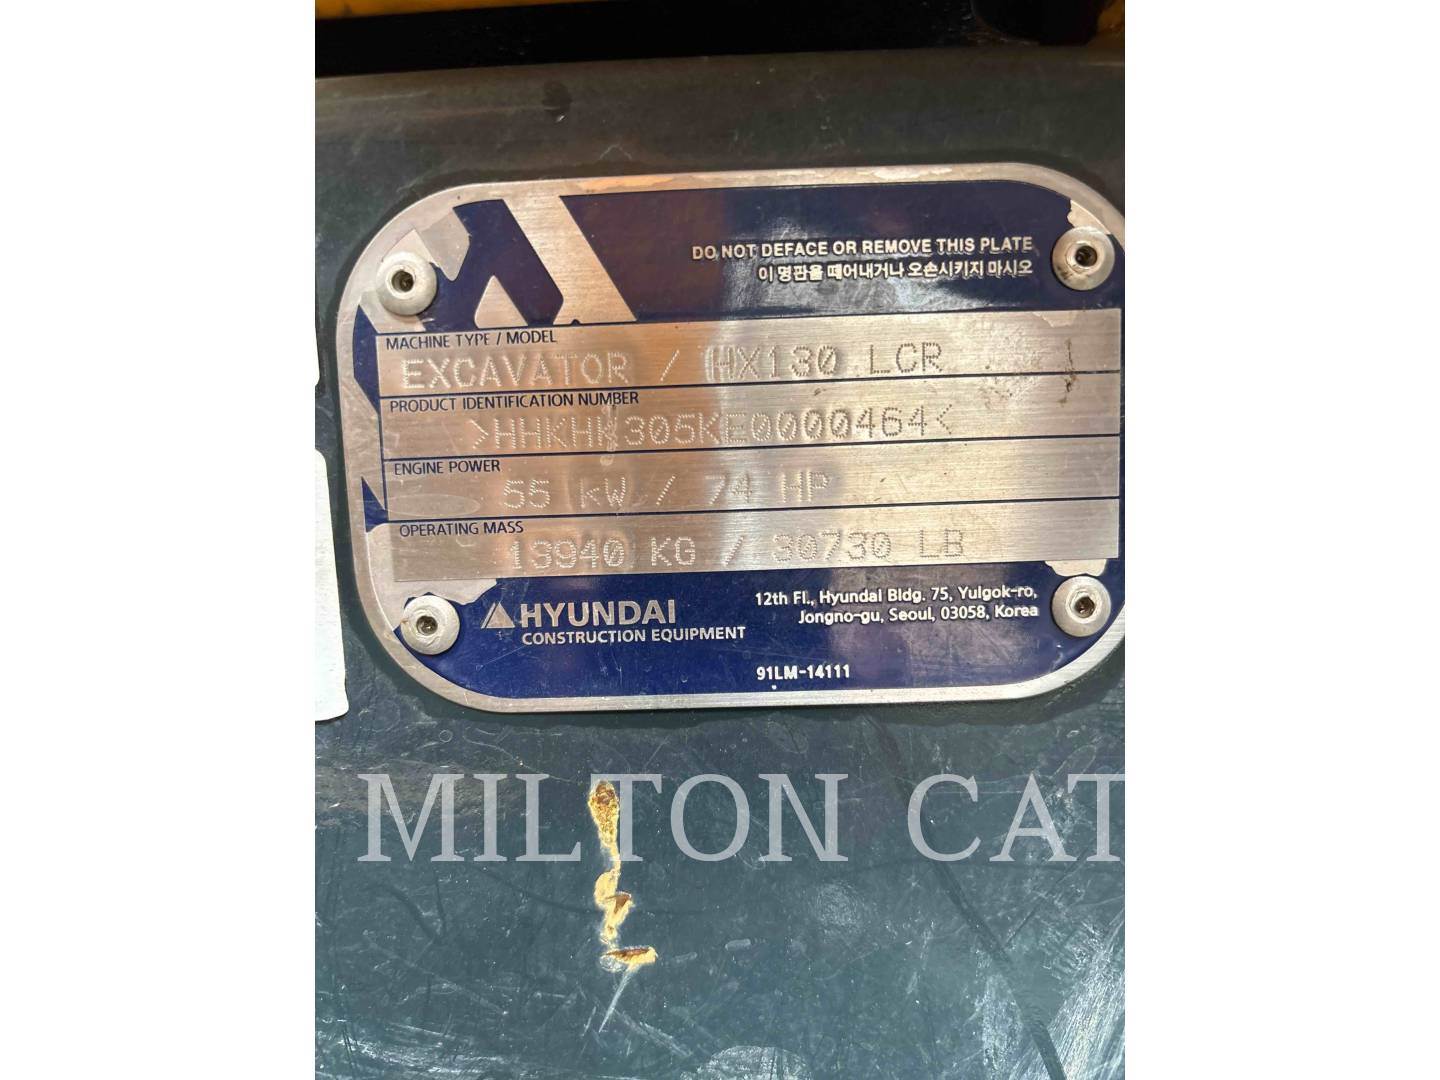 DO NOT DEFACE OR REMOVE THIS PLATE
이 명판을 떼어내거나 오손시키지 마시오
MACHINE TYPE / MODEL
EXCAVATOR / HX130 LCR
PRODUCT IDENTIFICATION NUMBER
>HHKHK305KE0000464<
ENGINE POWER
55 kW / 74 HP
OPERATING MASS
13940 KG / 30730 LB
HYUNDAI
CONSTRUCTION EQUIPMENT
12th Fl., Hyundai Bldg. 75, Yulgok-ro,
Jongno-gu, Seoul, 03058, Korea
91LM-14111
MILTON CAT